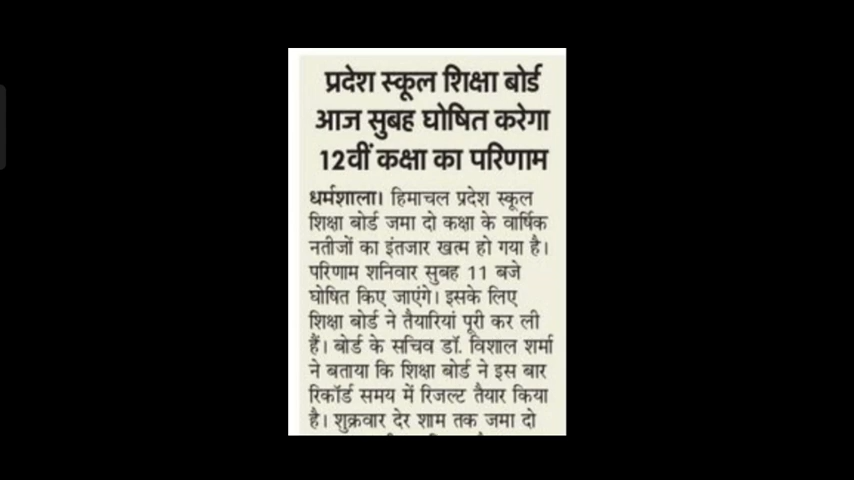 प्रदेश स्कूल शिक्षा बोर्ड
आज सुबह घोषित करेगा
12वीं कक्षा का परिणाम
धर्मशाला। हिमाचल प्रदेश स्कूल
शिक्षा बोर्ड जमा दो कक्षा के वार्षिक
नतीजों का इंतजार खत्म हो गया है।
परिणाम शनिवार सुबह 11 बजे
घोषित किए जाएंगे। इसके लिए
शिक्षा बोर्ड ने तैयारियां पूरी कर ली
हैं। बोर्ड के सचिव डॉ. विशाल शर्मा
ने बताया कि शिक्षा बोर्ड ने इस बार
रिकॉर्ड समय में रिजल्ट तैयार किया
है। शुक्रवार देर शाम तक जमा दो